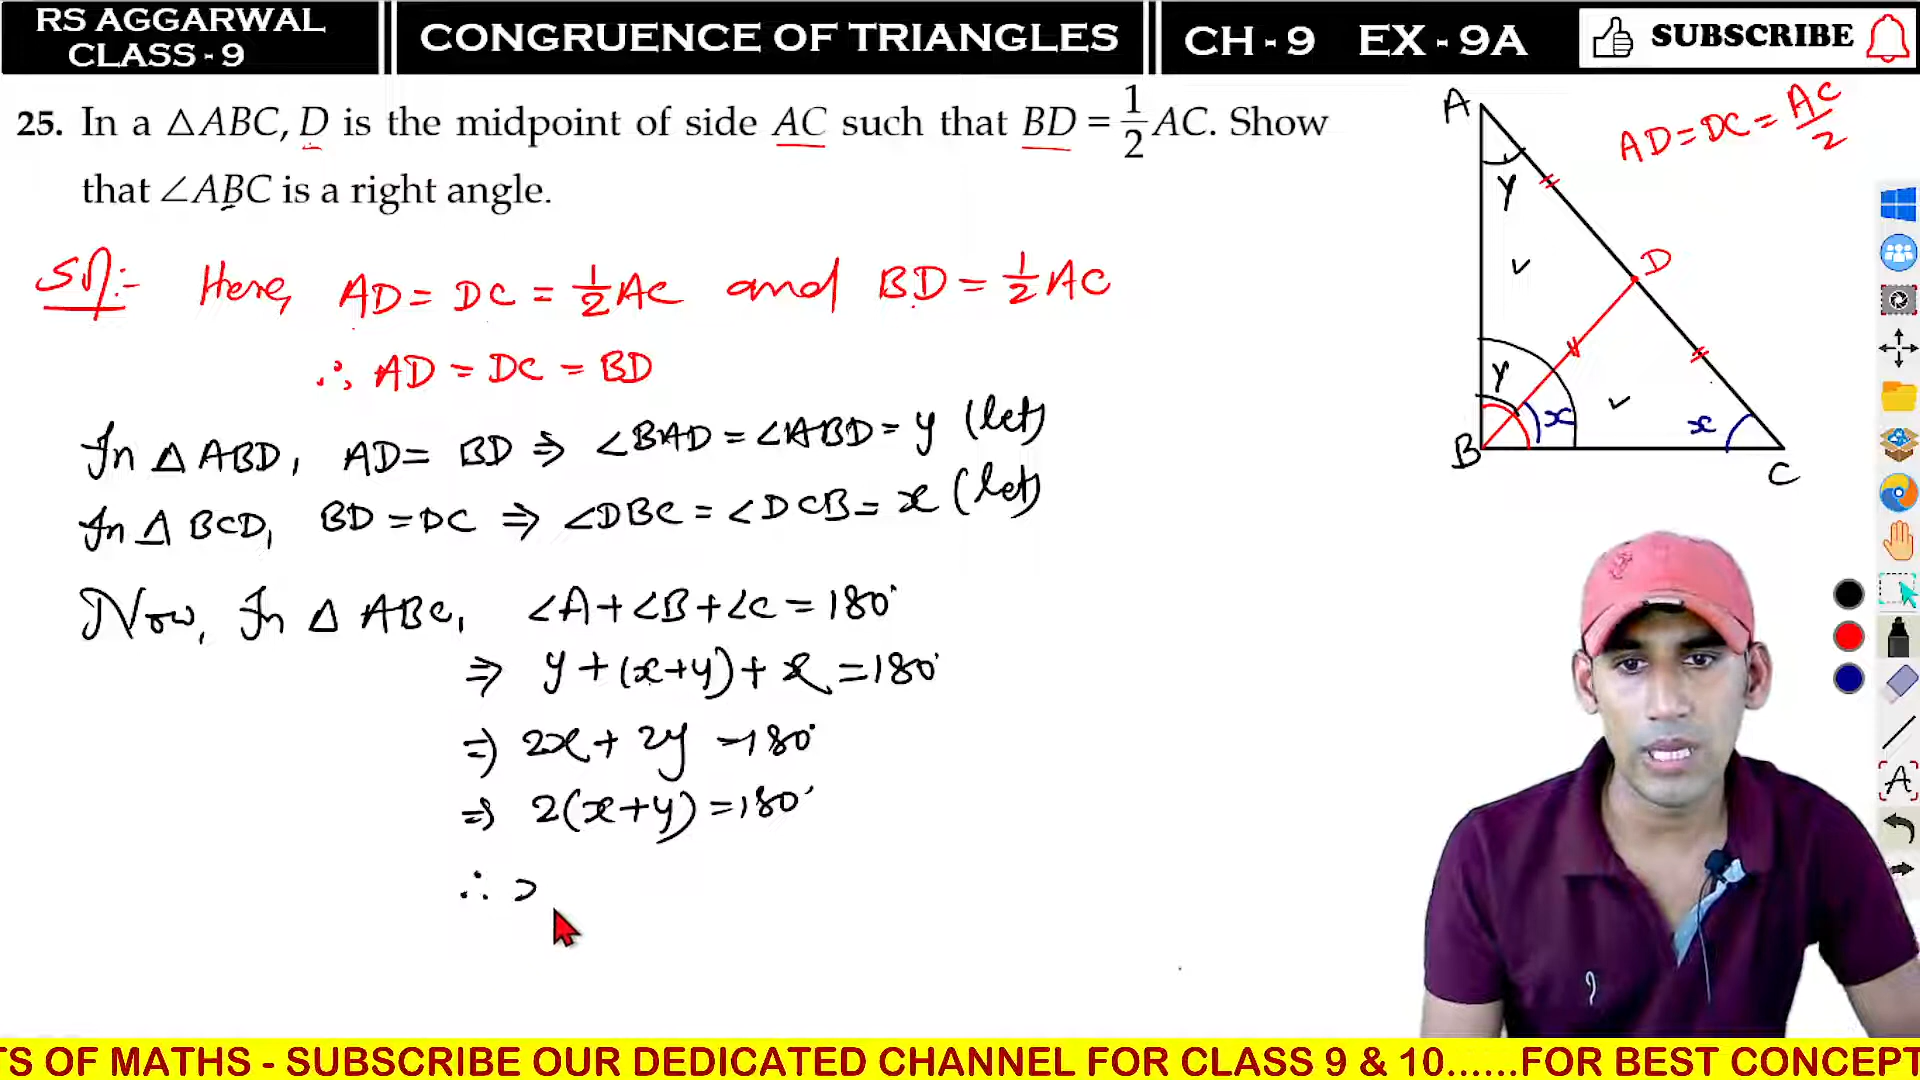 RS AGGARWAL
CLASS - 9
CONGRUENCE OF TRIANGLES
CH - 9 EX - 9A
SUBSCRIBE
25. In a △ABC, D is the midpoint of side AC such that BD = 1/2 AC. Show
that ∠ABC is a right angle.
Sol:- Here, AD = DC = 1/2 AC and BD = 1/2 AC
∴ AD = DC = BD
In △ ABD, AD = BD ⇒ ∠BAD = ∠ABD = y (let)
In △ BCD, BD = DC ⇒ ∠DBC = ∠DCB = x (let)
Now, In △ ABC, ∠A + ∠B + ∠C = 180°
⇒ y + (x+y) + x = 180°
⇒ 2x + 2y = 180°
⇒ 2(x+y) = 180°
∴
A
AD = DC = AC/2
y
D
y
x
x
B
C
TS OF MATHS - SUBSCRIBE OUR DEDICATED CHANNEL FOR CLASS 9 & 10......FOR BEST CONCEPT